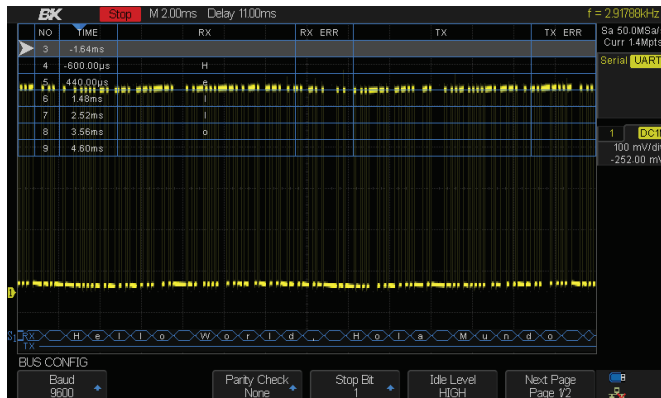 BK Stop M 2.00ms Delay 11.00ms f = 2.91788kHz
Sa 50.0MSa/s
Curr 14Mpts
NO TIME RX RX ERR TX TX ERR
3 -1.64ms
4 -600.00µs H
5 440.00µs e
6 1.48ms l
7 2.52ms l
8 3.56ms o
9 4.60ms
Serial UART
1 DC1M
100 mV/div
-252.00 mV
1
S1 RX H e l l o W o r l d . H o l a M u n d o
TX
BUS CONFIG
Baud 9600
Parity Check None
Stop Bit 1
Idle Level HIGH
Next Page Page 1/2